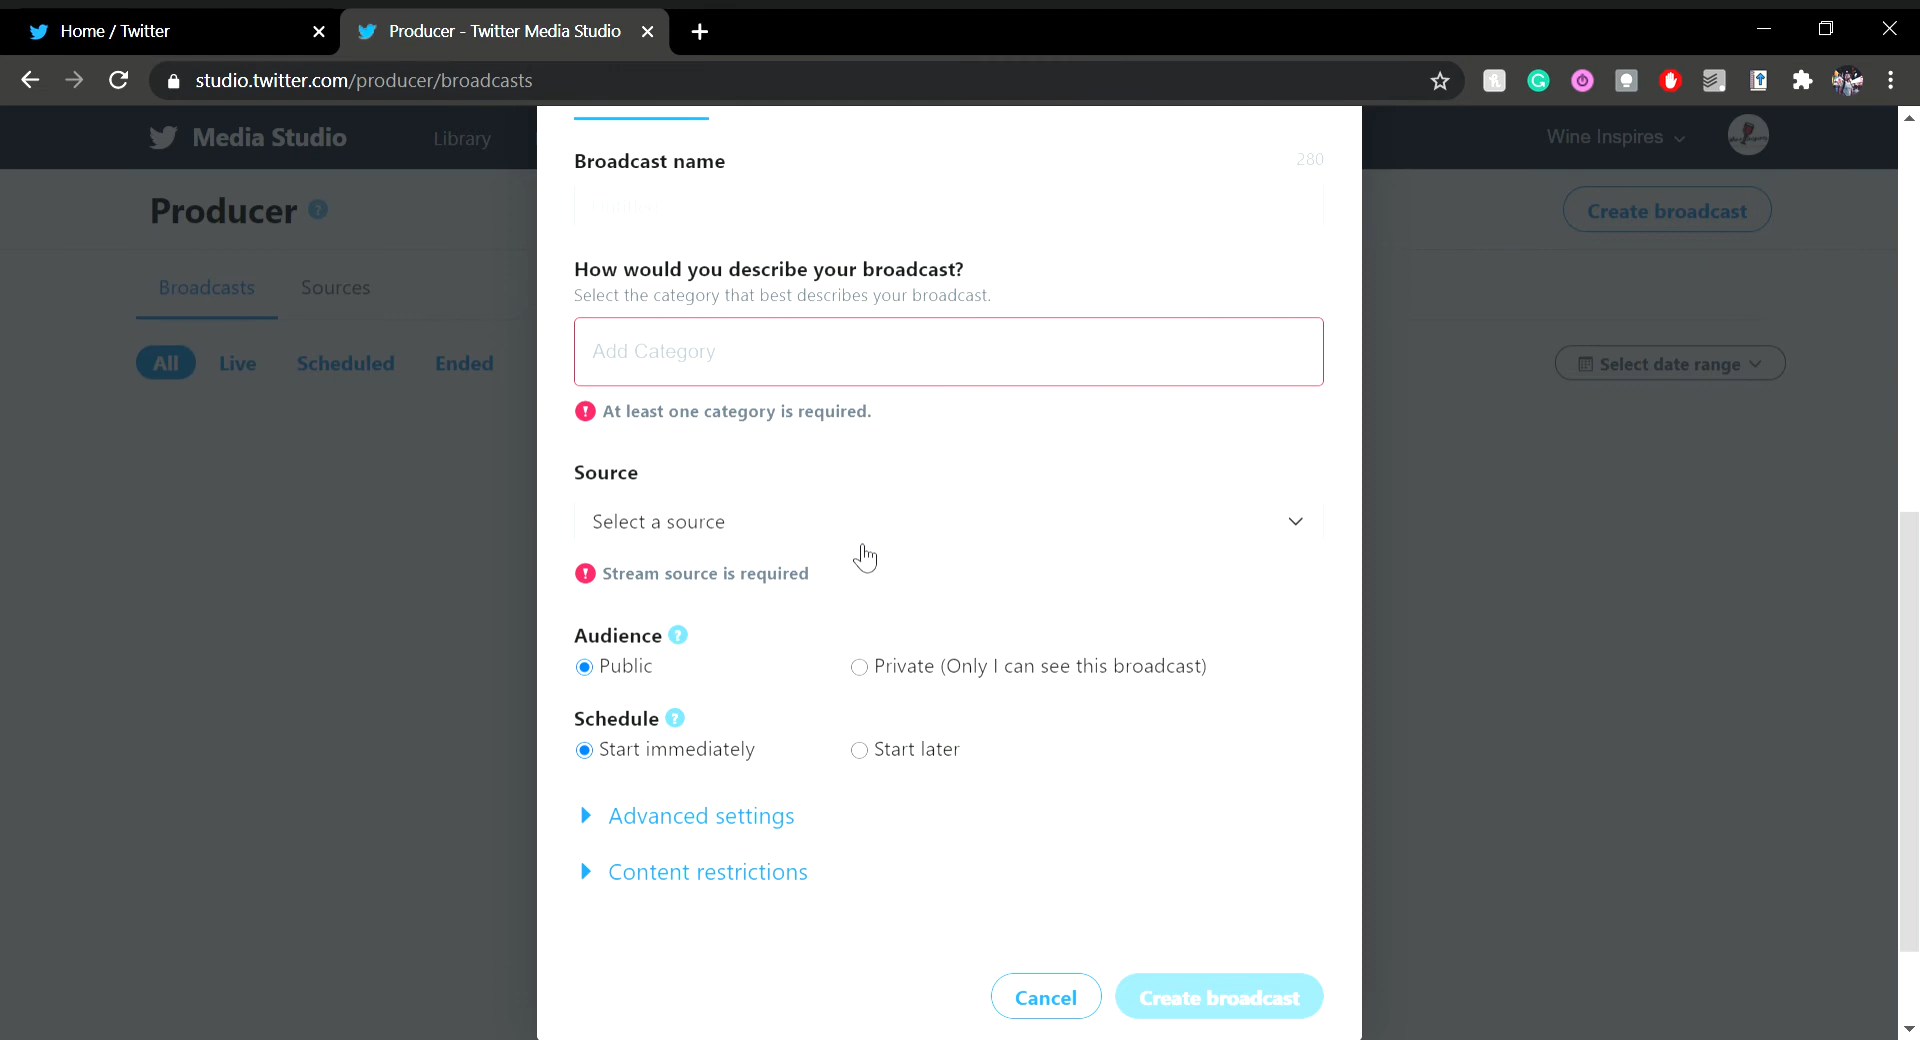 Home / Twitter
Producer - Twitter Media Studio
studio.twitter.com/producer/broadcasts
Media Studio
Library
Wine Inspires
Producer ?
Create broadcast
Broadcasts
Sources
All
Live
Scheduled
Ended
Select date range
Broadcast name
280
How would you describe your broadcast?
Select the category that best describes your broadcast.
Add Category
! At least one category is required.
Source
Select a source
! Stream source is required
Audience ?
Public
Private (Only I can see this broadcast)
Schedule ?
Start immediately
Start later
Advanced settings
Content restrictions
Cancel
Create broadcast